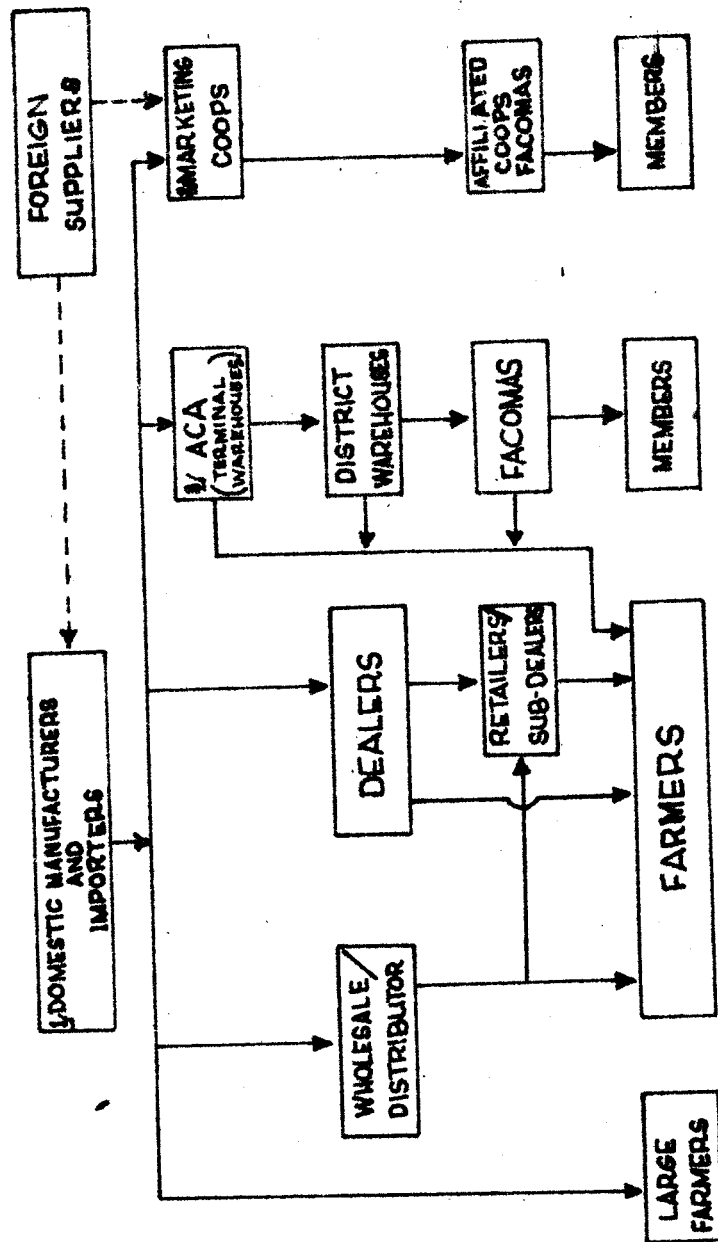 1/DOMESTIC MANUFACTURERS
AND
IMPORTERS
FOREIGN
SUPPLIERS
WHOLESALE/
DISTRIBUTOR
DEALERS
ACA
(TERMINAL
WAREHOUSES)
MARKETING
COOPS
DISTRICT
WAREHOUSES
RETAILERS/
SUB-DEALERS
FACOMAS
AFFILIATED
COOPS
FACOMAS
LARGE
FARMERS
FARMERS
MEMBERS
MEMBERS